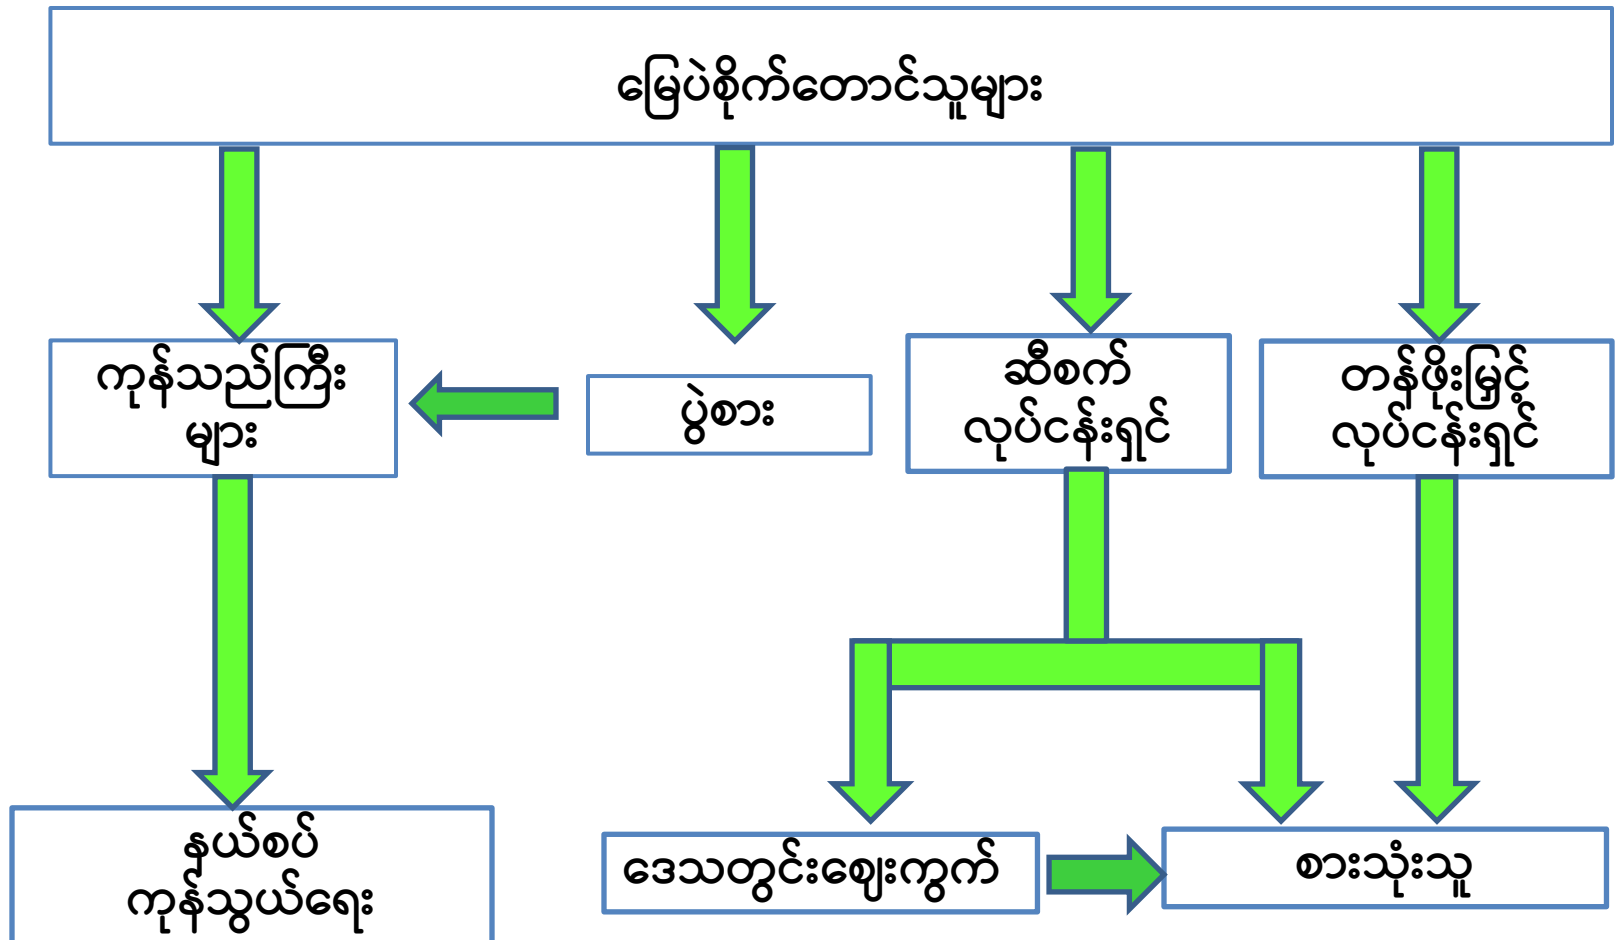 မြေပဲစိုက်တောင်သူများ
ကုန်သည်ကြီး
များ
ပွဲစား
ဆီစက်
လုပ်ငန်းရှင်
တန်ဖိုးမြှင့်
လုပ်ငန်းရှင်
နယ်စပ်
ကုန်သွယ်ရေး
ဒေသတွင်းဈေးကွက်
စားသုံးသူ